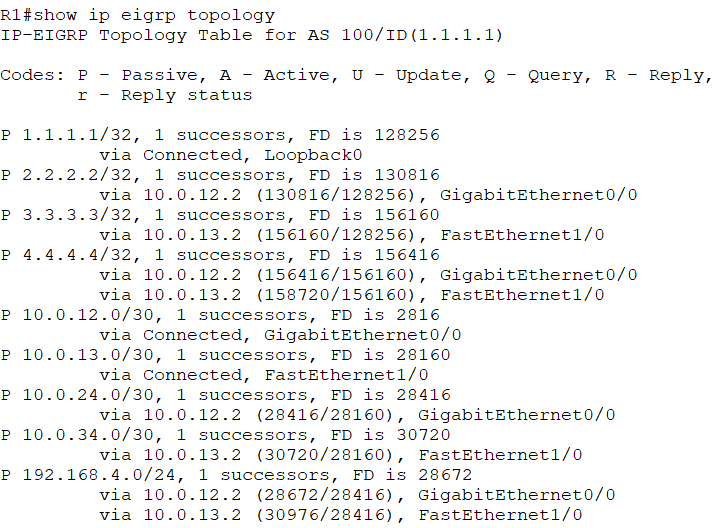 R1#show ip eigrp topology
IP-EIGRP Topology Table for AS 100/ID(1.1.1.1)
Codes: P - Passive, A - Active, U - Update, Q - Query, R - Reply,
r - Reply status
P 1.1.1.1/32, 1 successors, FD is 128256
via Connected, Loopback0
P 2.2.2.2/32, 1 successors, FD is 130816
via 10.0.12.2 (130816/128256), GigabitEthernet0/0
P 3.3.3.3/32, 1 successors, FD is 156160
via 10.0.13.2 (156160/128256), FastEthernet1/0
P 4.4.4.4/32, 1 successors, FD is 156416
via 10.0.12.2 (156416/156160), GigabitEthernet0/0
via 10.0.13.2 (158720/156160), FastEthernet1/0
P 10.0.12.0/30, 1 successors, FD is 2816
via Connected, GigabitEthernet0/0
P 10.0.13.0/30, 1 successors, FD is 28160
via Connected, FastEthernet1/0
P 10.0.24.0/30, 1 successors, FD is 28416
via 10.0.12.2 (28416/28160), GigabitEthernet0/0
P 10.0.34.0/30, 1 successors, FD is 30720
via 10.0.13.2 (30720/28160), FastEthernet1/0
P 192.168.4.0/24, 1 successors, FD is 28672
via 10.0.12.2 (28672/28416), GigabitEthernet0/0
via 10.0.13.2 (30976/28416), FastEthernet1/0